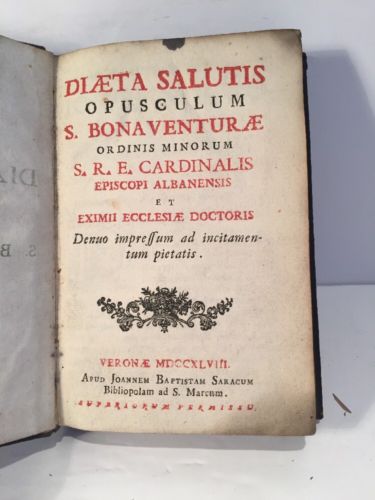 DIÆTA SALUTIS
OPUSCULUM
S. BONAVENTURÆ
ORDINIS MINORUM
S. R. E. CARDINALIS
EPISCOPI ALBANENSIS
ET
EXIMII ECCLESIÆ DOCTORIS
Denuo impreſſum ad incitamen-
tum pietatis.
VERONÆ MDCCXLVIII.
APUD JOANNEM BAPTISTAM SARACUM
Bibliopolam ad S. Marcum.
SUPERIORUM PERMISSU.